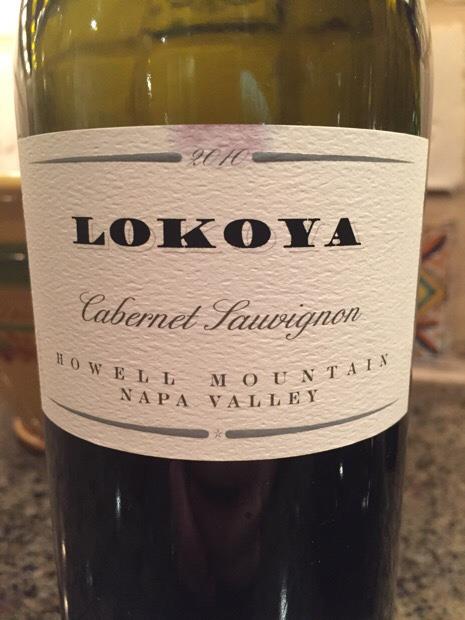 2010
LOKOYA
Cabernet Sauvignon
HOWELL MOUNTAIN
NAPA VALLEY